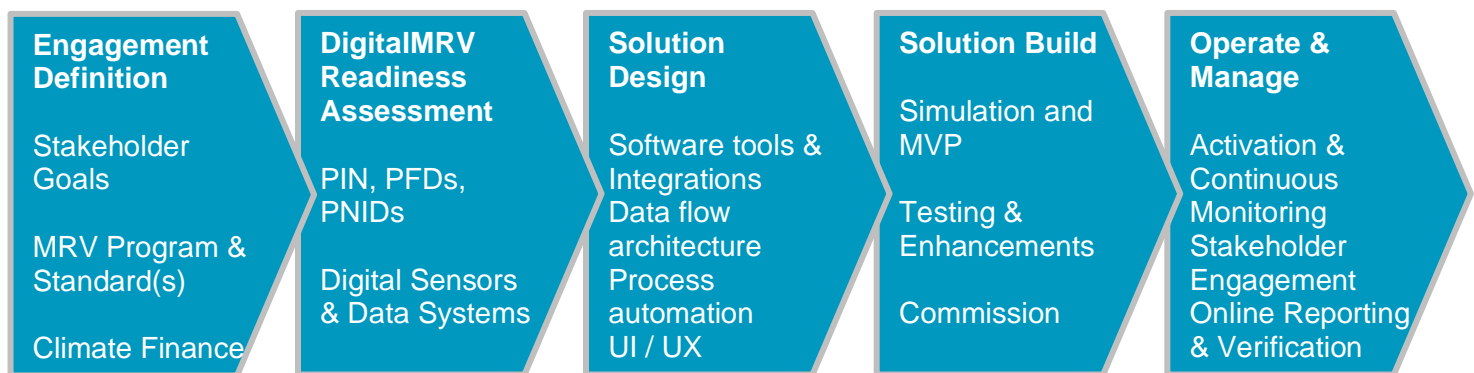 Engagement
Definition
Stakeholder
Goals
MRV Program &
Standard(s)
Climate Finance
DigitalMRV
Readiness
Assessment
PIN, PFDs,
PNIDs
Digital Sensors
& Data Systems
Solution
Design
Software tools &
Integrations
Data flow
architecture
Process
automation
UI / UX
Solution Build
Simulation and
MVP
Testing &
Enhancements
Commission
Operate &
Manage
Activation &
Continuous
Monitoring
Stakeholder
Engagement
Online Reporting
& Verification